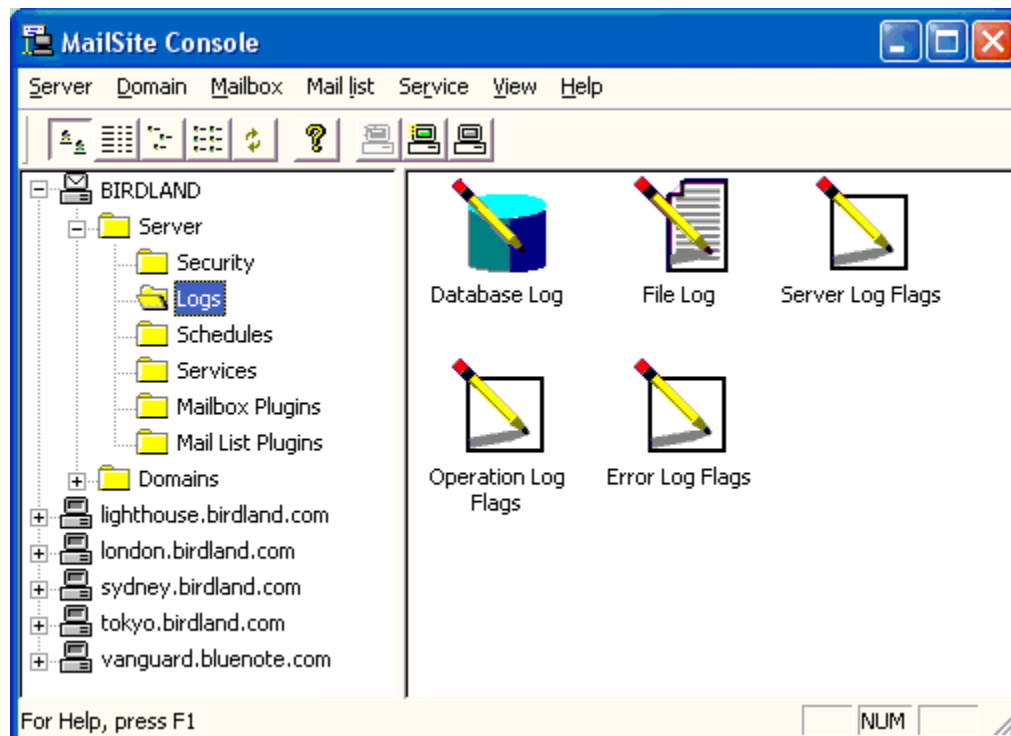 MailSite Console
Server Domain Mailbox Mail list Service View Help
BIRDLAND
Server
Security
Logs
Schedules
Services
Mailbox Plugins
Mail List Plugins
Domains
lighthouse.birdland.com
london.birdland.com
sydney.birdland.com
tokyo.birdland.com
vanguard.bluenote.com
Database Log
File Log
Server Log Flags
Operation Log
Flags
Error Log Flags
For Help, press F1
NUM